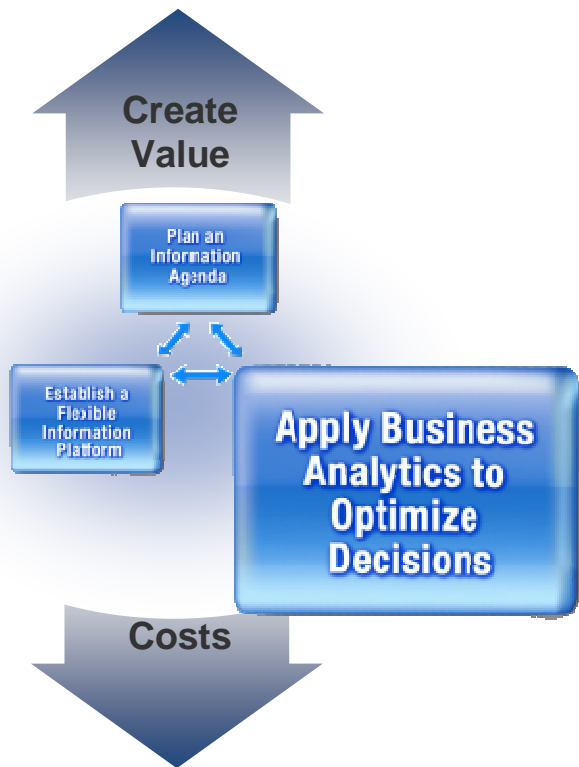 Create
Value
Plan an
Information
Agenda
Establish a
Flexible
Information
Platform
Apply Business
Analytics to
Optimize
Decisions
Costs